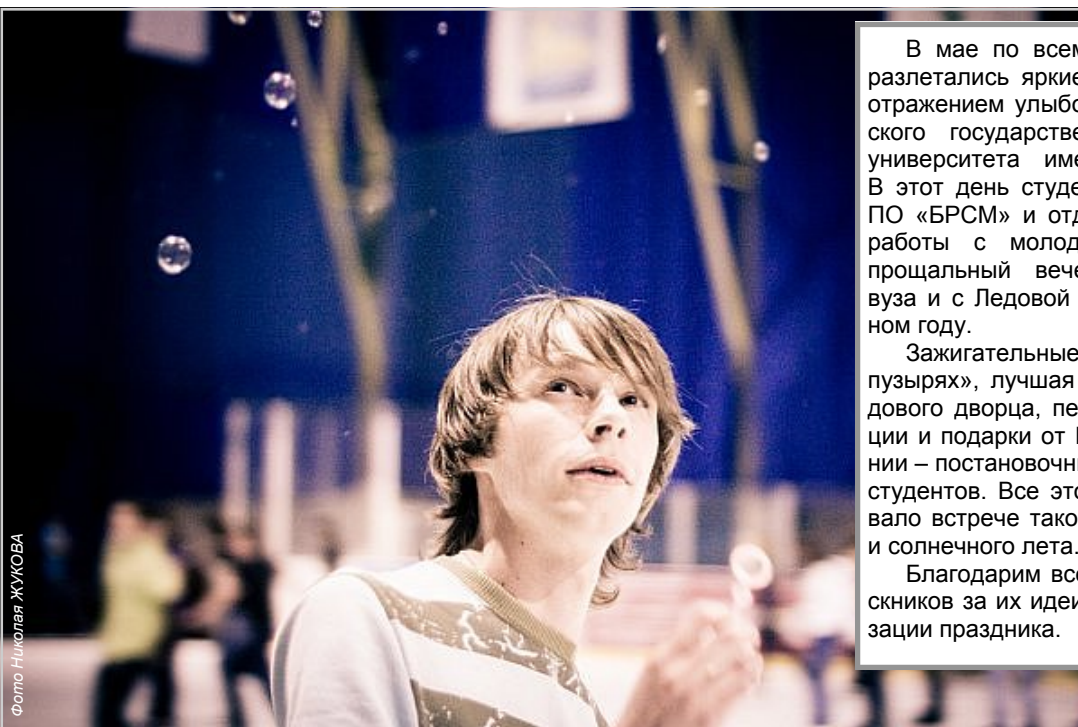 В мае по всем
разлетались яркие
отражением улыбо
ского государстве
университета име
В этот день студе
ПО «БРСМ» и отд
работы с молод
прощальный вече
вуза и с Ледовой
ном году.
Зажигательные
пузырях», лучшая
дового дворца, пе
ции и подарки от
нии – постановочн
студентов. Все это
вало встрече тако
и солнечного лета.
Благодарим все
скников за их идеи
зации праздника.
Фото Николая ЖУКОВА